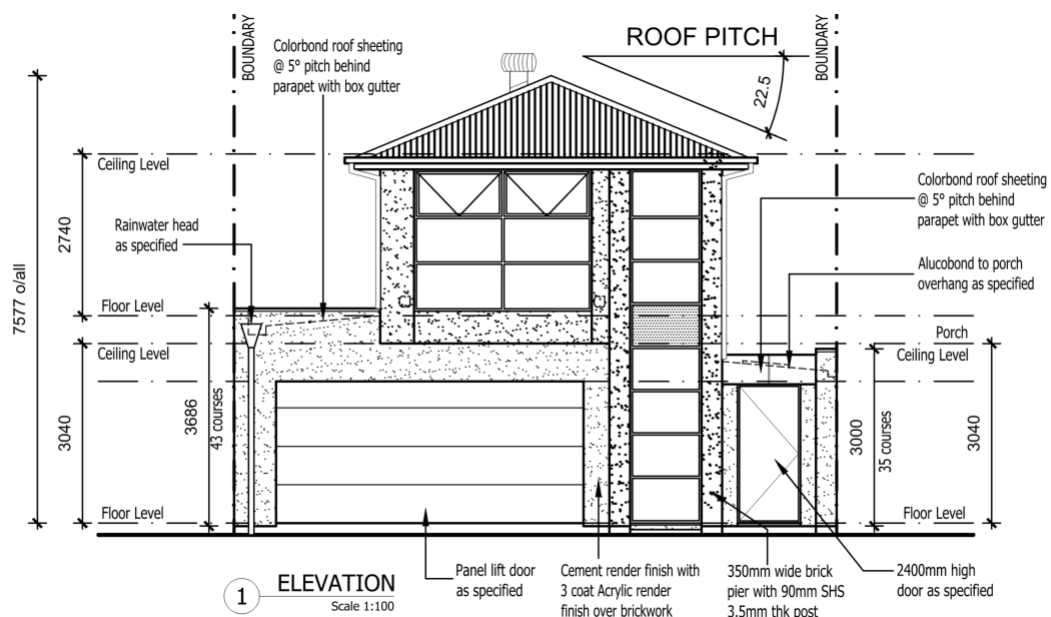 BOUNDARY
Colorbond roof sheeting
@ 5º pitch behind
parapet with box gutter
ROOF PITCH
22.5
BOUNDARY
Ceiling Level
2740
7577 o/all
Rainwater head
as specified
Colorbond roof sheeting
@ 5º pitch behind
parapet with box gutter
Alucobond to porch
overhang as specified
Floor Level
Porch
Ceiling Level
Ceiling Level
3040
3686
43 courses
3000
35 courses
3040
Floor Level
Floor Level
1
ELEVATION
Scale 1:100
Panel lift door
as specified
Cement render finish with
3 coat Acrylic render
finish over brickwork
350mm wide brick
pier with 90mm SHS
3.5mm thk post
2400mm high
door as specified